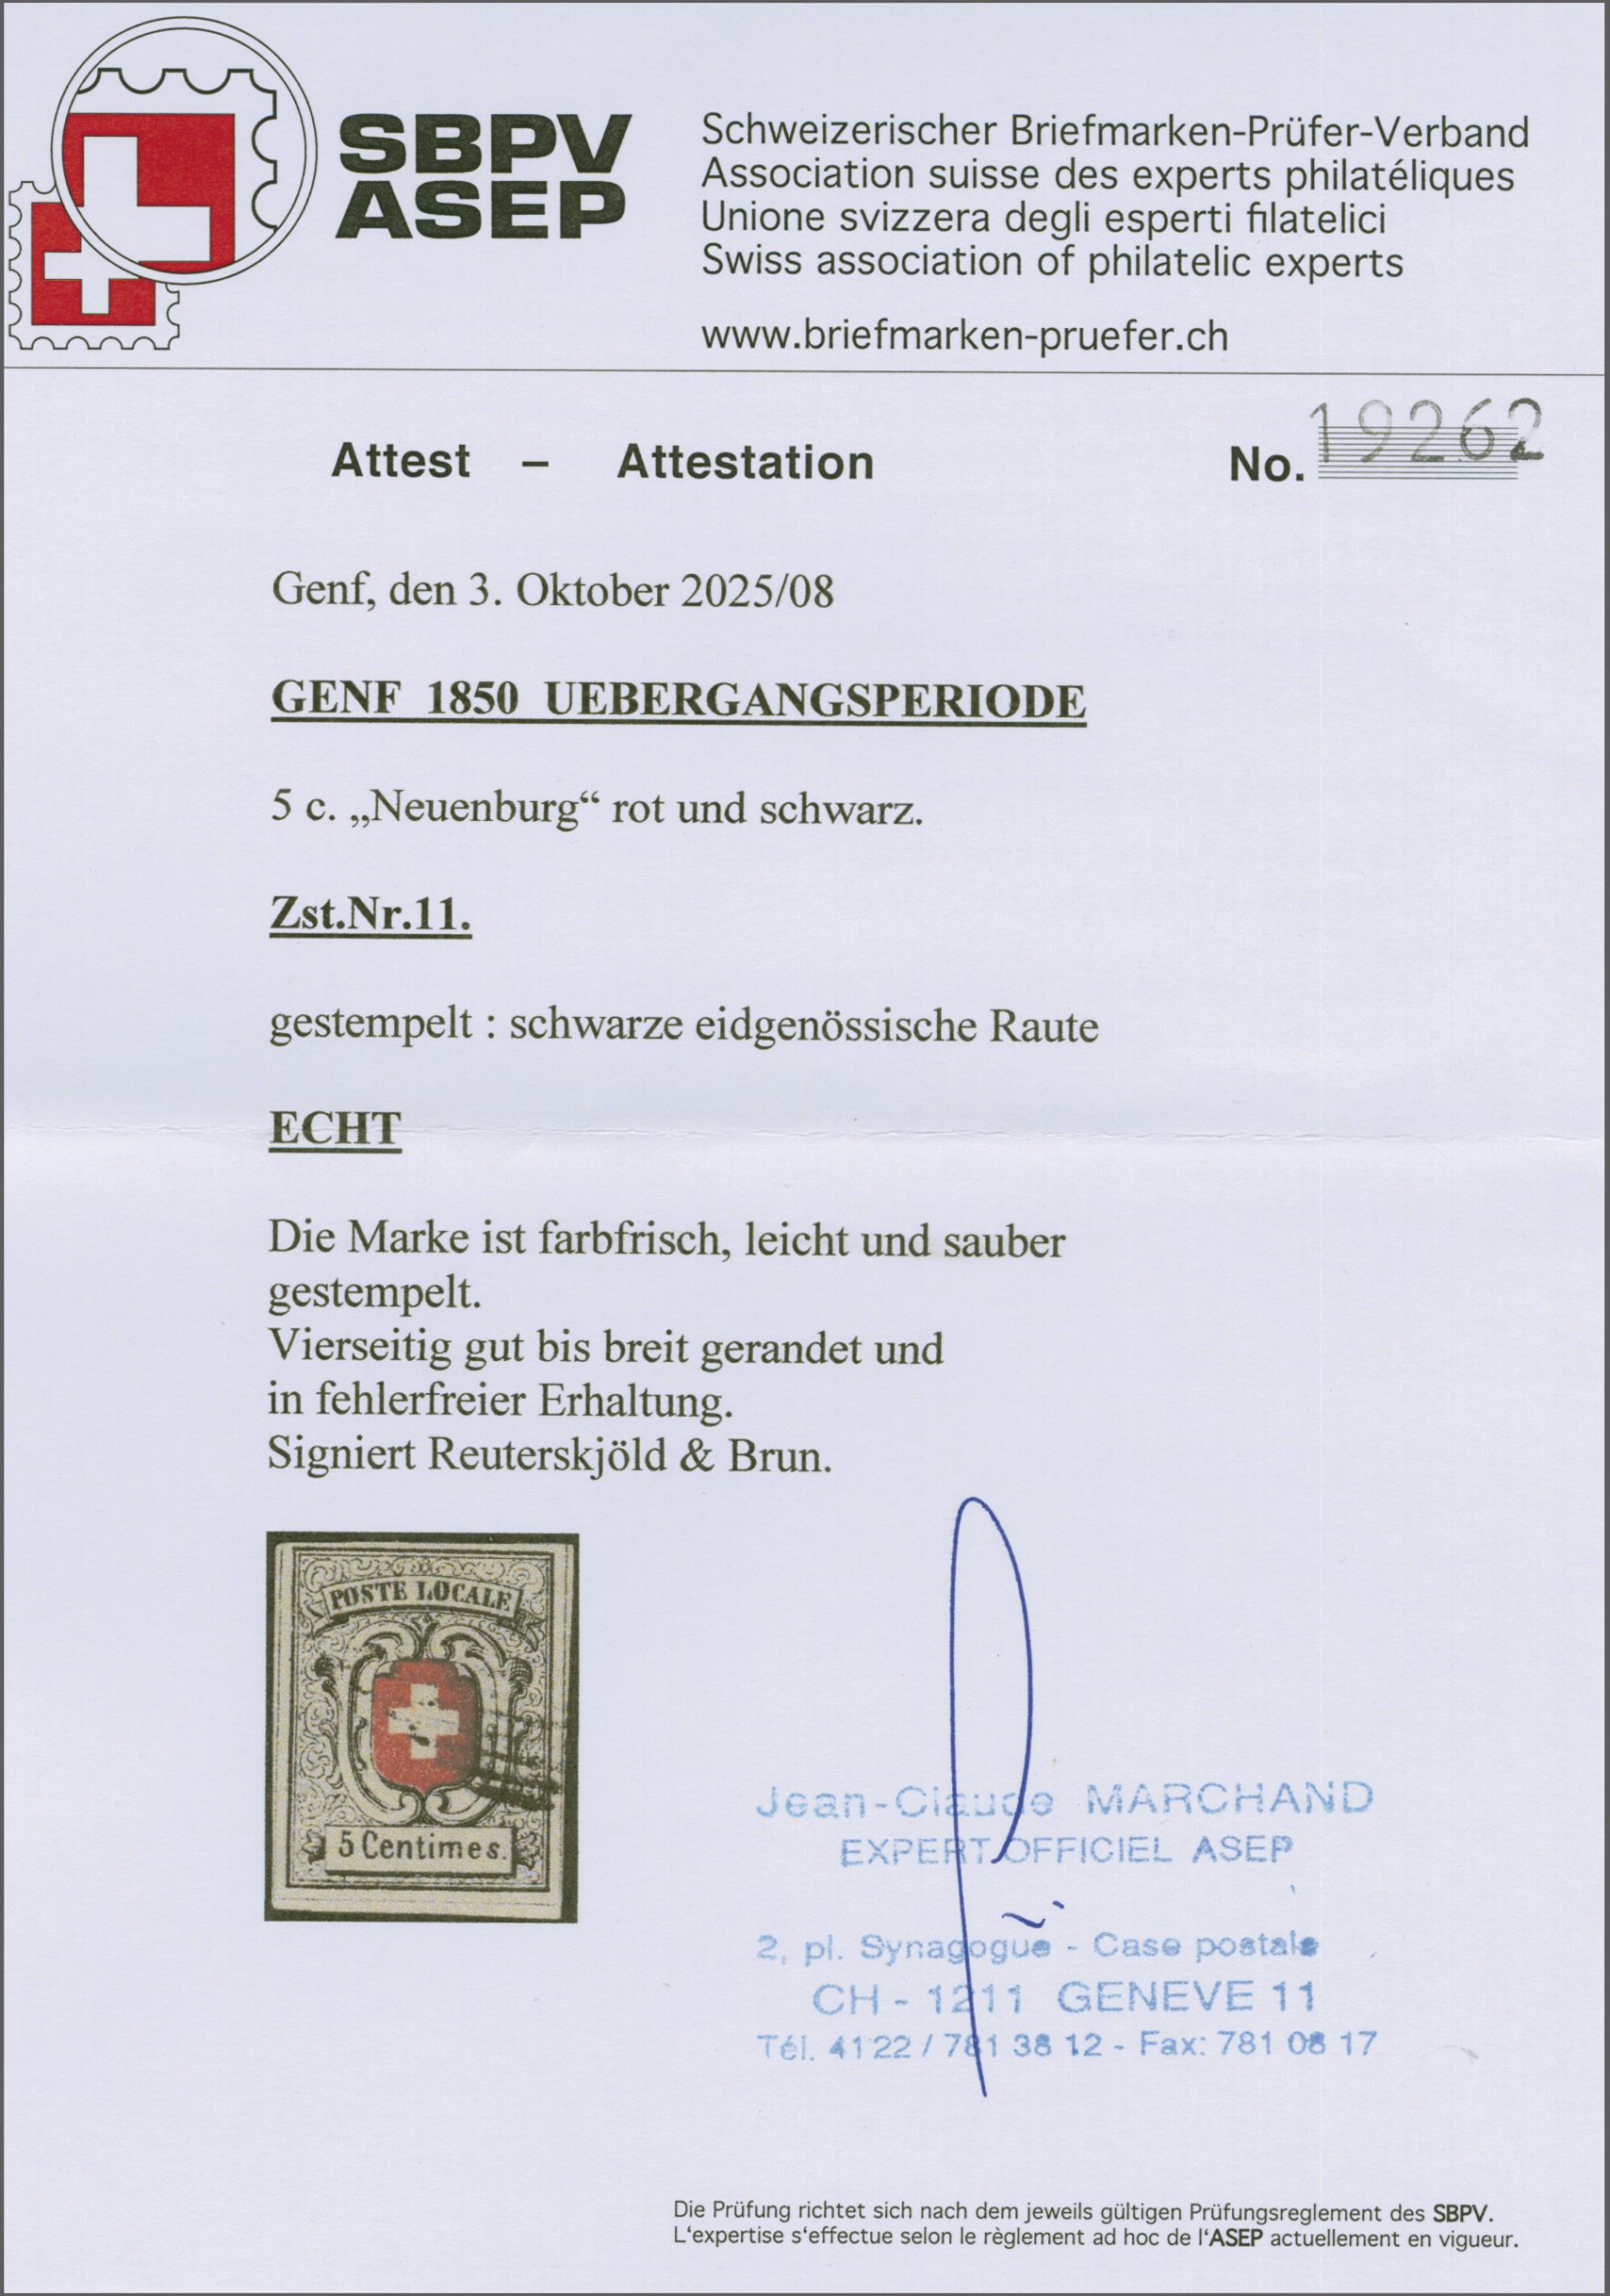 SBPV
ASEP
Schweizerischer Briefmarken-Prüfer-Verband
Association suisse des experts philatéliques
Unione svizzera degli esperti filatelici
Swiss association of philatelic experts
www.briefmarken-pruefer.ch
Attest – Attestation No. 19262
Genf, den 3. Oktober 2025/08
GENF 1850 UEBERGANGSPERIODE
5 c. „Neuenburg“ rot und schwarz.
Zst.Nr.11.
gestempelt : schwarze eidgenössische Raute
ECHT
Die Marke ist farbfrisch, leicht und sauber
gestempelt.
Vierseitig gut bis breit gerandet und
in fehlerfreier Erhaltung.
Signiert Reuterskjöld & Brun.
POSTE LOCALE
5 Centimes.
Jean-Claude MARCHAND
EXPERT OFFICIEL ASEP
2, pl. Synagogue - Case postale
CH - 1211 GENEVE 11
Tél. 4122 / 781 38 12 - Fax: 781 08 17
Die Prüfung richtet sich nach dem jeweils gültigen Prüfungsreglement des SBPV.
L‘expertise s‘effectue selon le règlement ad hoc de l‘ASEP actuellement en vigueur.